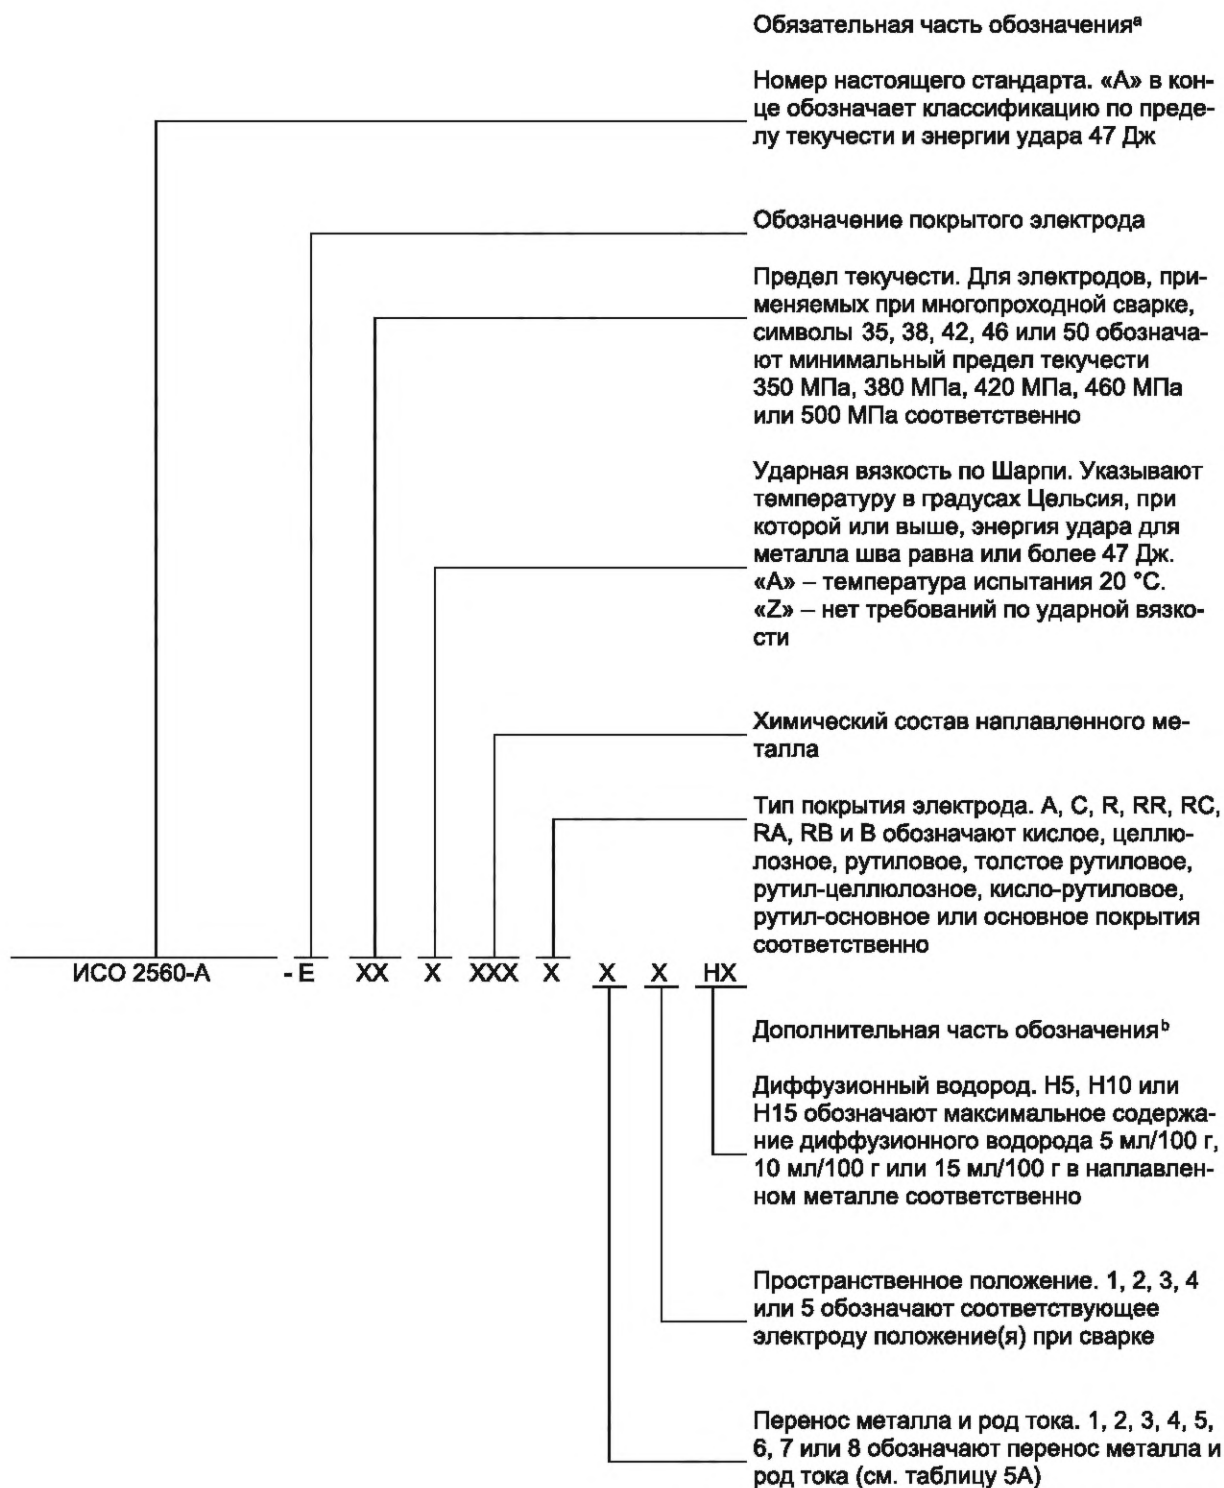 Обязательная часть обозначенияᵃ
Номер настоящего стандарта. «А» в кон-
це обозначает классификацию по преде-
лу текучести и энергии удара 47 Дж
Обозначение покрытого электрода
Предел текучести. Для электродов, при-
меняемых при многопроходной сварке,
символы 35, 38, 42, 46 или 50 обознача-
ют минимальный предел текучести
350 МПа, 380 МПа, 420 МПа, 460 МПа
или 500 МПа соответственно
Ударная вязкость по Шарпи. Указывают
температуру в градусах Цельсия, при
которой или выше, энергия удара для
металла шва равна или более 47 Дж.
«А» – температура испытания 20 °С.
«Z» – нет требований по ударной вязко-
сти
Химический состав наплавленного ме-
талла
Тип покрытия электрода. A, C, R, RR, RC,
RA, RB и B обозначают кислое, целлю-
лозное, рутиловое, толстое рутиловое,
рутил-целлюлозное, кисло-рутиловое,
рутил-основное или основное покрытия
соответственно
ИСО 2560-А - E XX X XXX X X X HX
Дополнительная часть обозначенияᵇ
Диффузионный водород. H5, H10 или
H15 обозначают максимальное содержа-
ние диффузионного водорода 5 мл/100 г,
10 мл/100 г или 15 мл/100 г в наплавлен-
ном металле соответственно
Пространственное положение. 1, 2, 3, 4
или 5 обозначают соответствующее
электроду положение(я) при сварке
Перенос металла и род тока. 1, 2, 3, 4, 5,
6, 7 или 8 обозначают перенос металла и
род тока (см. таблицу 5А)